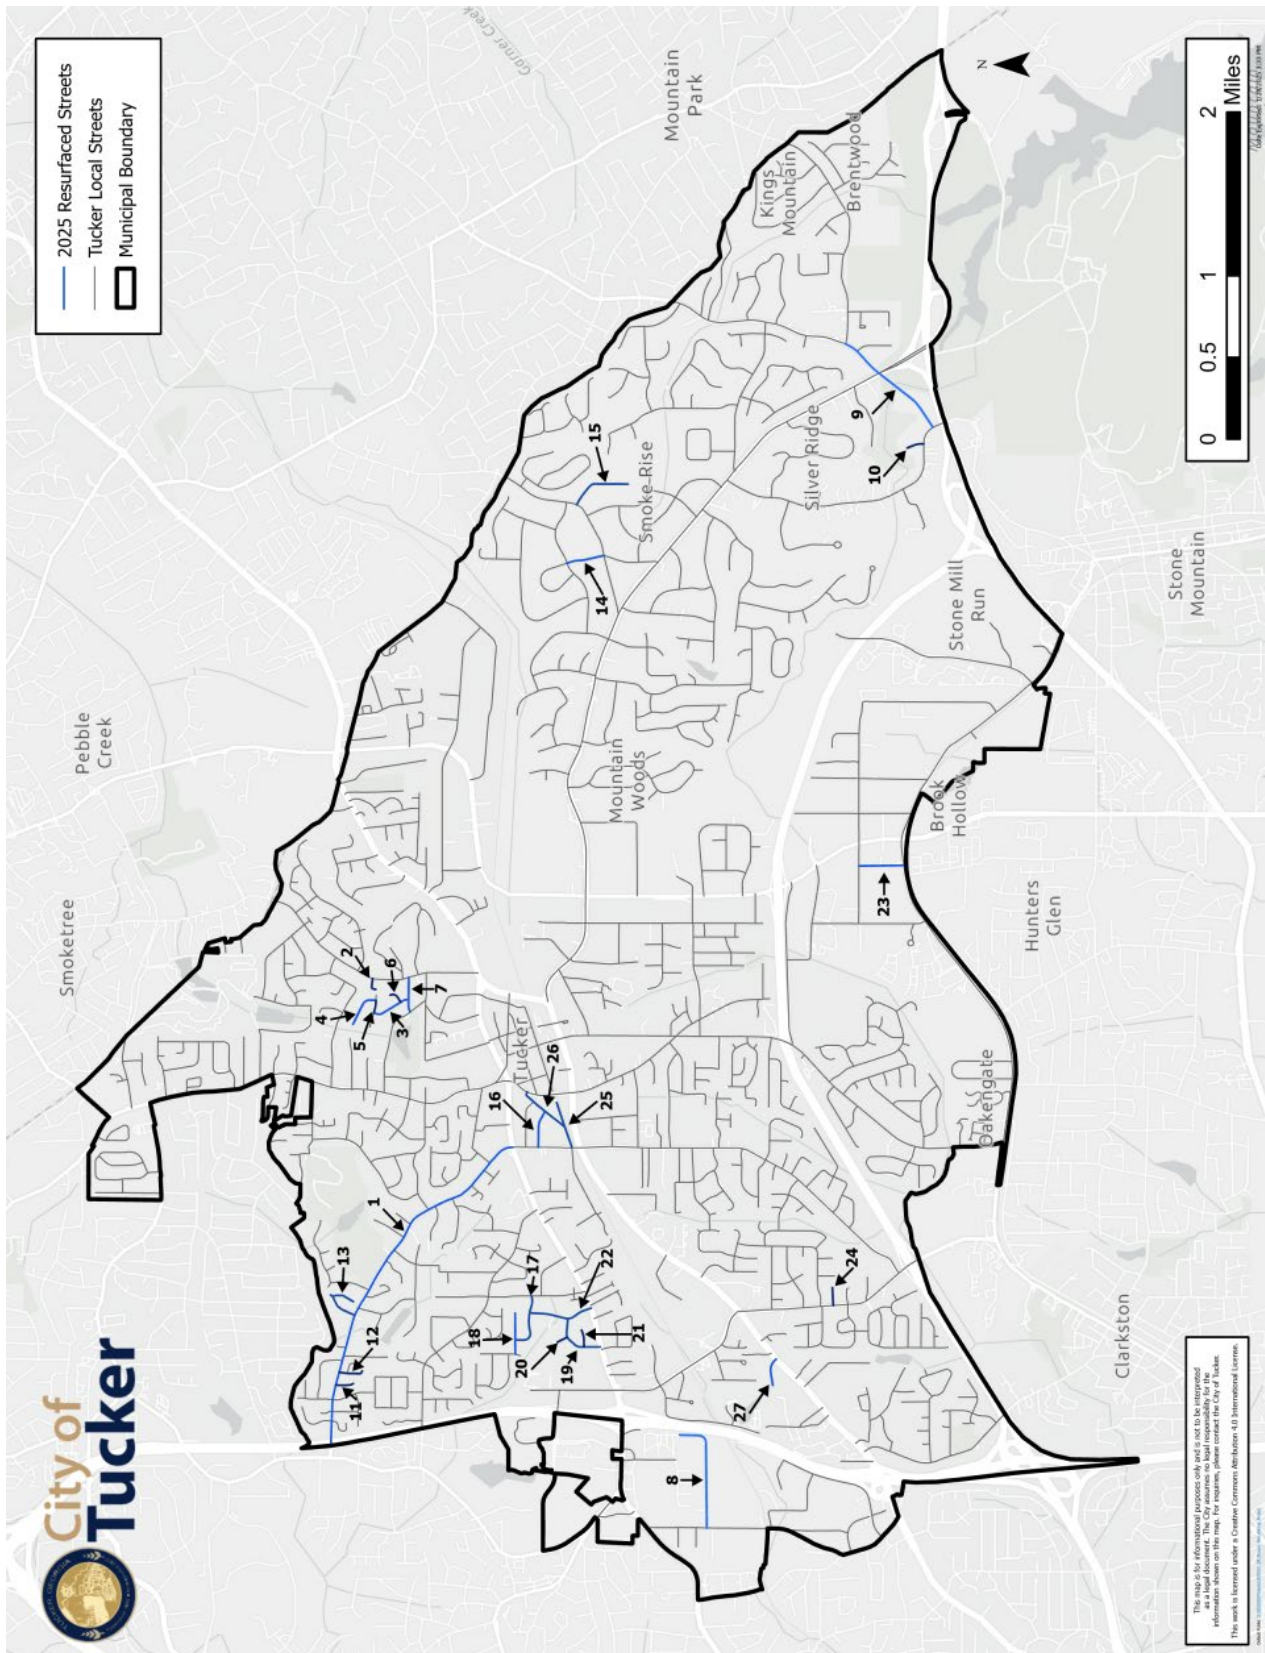 City of
Tucker
TUCKER, GEORGIA
2025 Resurfaced Streets
Tucker Local Streets
Municipal Boundary
Garner Creek
Mountain
Park
Pebble
Creek
Smoketree
Kings
Mountain
Brentwood
Smoke Rise
Silver Ridge
Mountain
Woods
Tucker
Stone Mill
Run
Stone
Mountain
Brook
Hollow
Hunters
Glen
Oakengate
Clarkston
1
2
3
4
5
6
7
8
9
10
11
12
13
14
15
16
17
18
19
20
21
22
23
24
25
26
27
N
0 0.5 1 2
Miles
This map is for informational purposes only and is not to be interpreted
as a legal document. The City assumes no legal responsibility for the
information shown on this map. For inquiries, please contact the City of Tucker.
This work is licensed under a Creative Commons Attribution 4.0 International License.